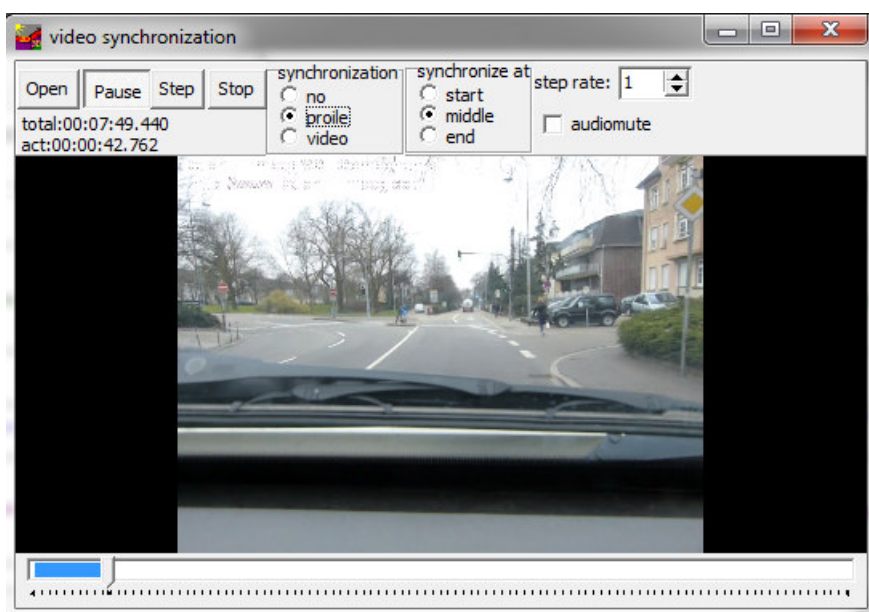 video synchronization
Open Pause Step Stop
total:00:07:49.440
act:00:00:42.762
synchronization
no
proile
video
synchronize at
start
middle
end
step rate: 1
audiomute